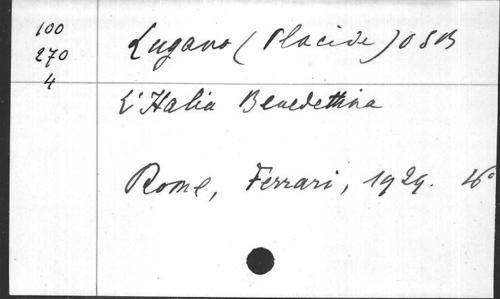 100
270
4
Lugano (Placide) OSB
L'Italia Benedettina
Rome, Ferrari, 1929. 16°